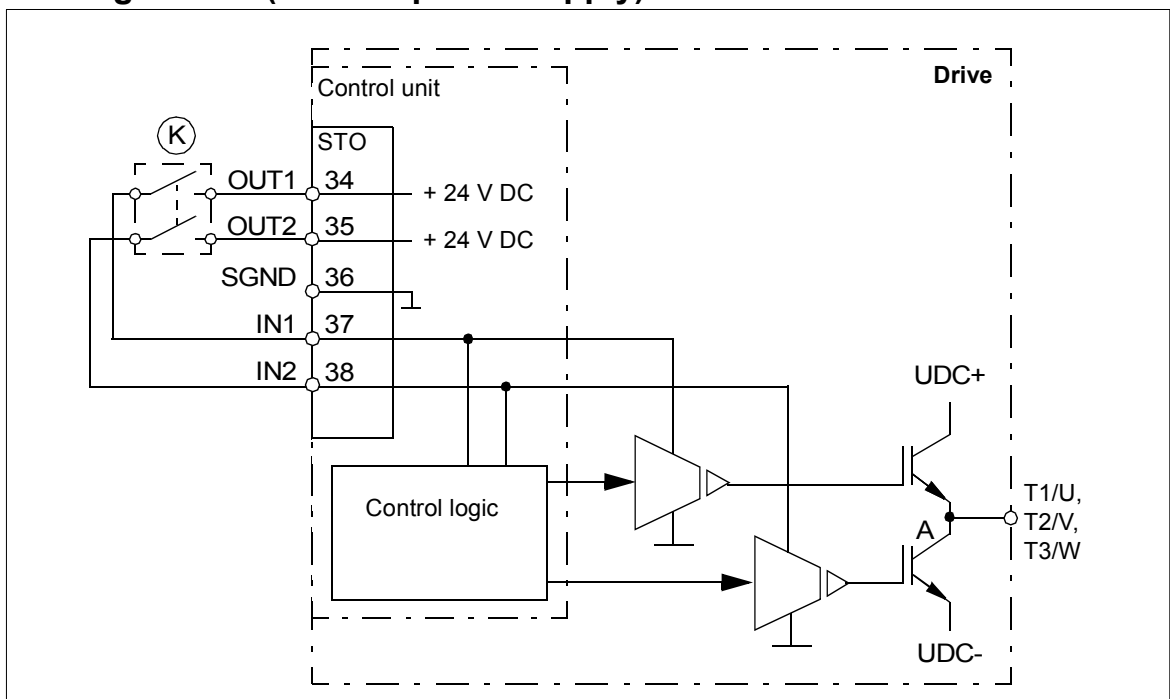 Drive
Control unit
K
STO
OUT1 34 + 24 V DC
OUT2 35 + 24 V DC
SGND 36
IN1 37
IN2 38
UDC+
Control logic
T1/U,
A T2/V,
T3/W
UDC-